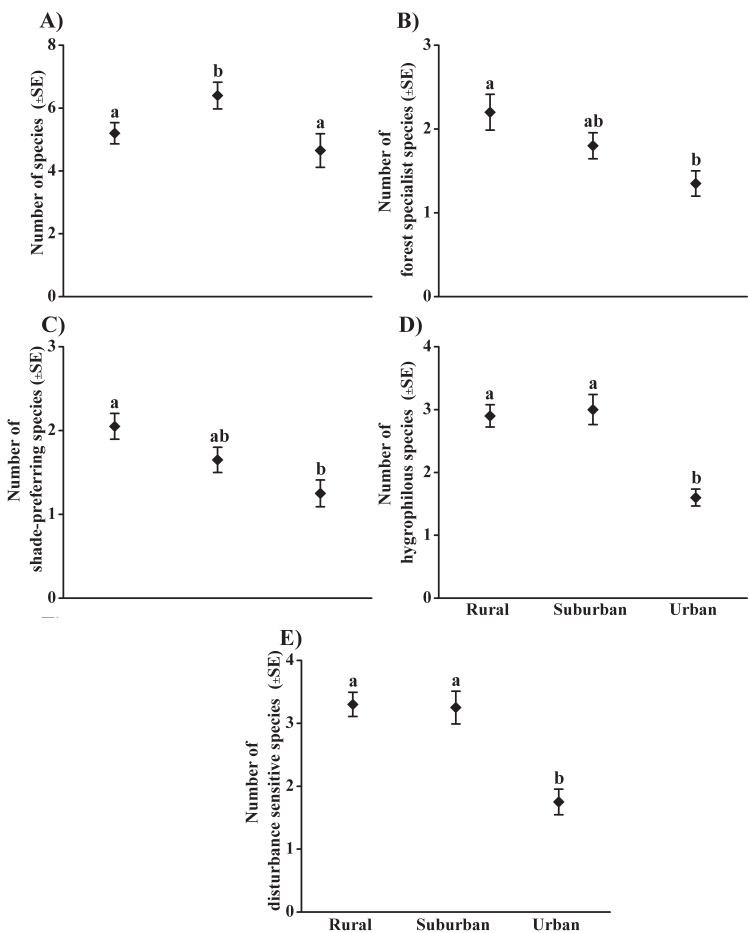 A)
Number of species (±SE)
8
6
4
2
0
a
b
a
B)
Number of
forest specialist species (±SE)
3
2
1
0
a
ab
b
C)
Number of
shade-preferring species (±SE)
3
2
1
0
a
ab
b
D)
Number of
hygrophilous species (±SE)
4
3
2
1
0
a
a
b
Rural Suburban Urban
E)
Number of
disturbance sensitive species (±SE)
4
3
2
1
0
a
a
b
Rural Suburban Urban